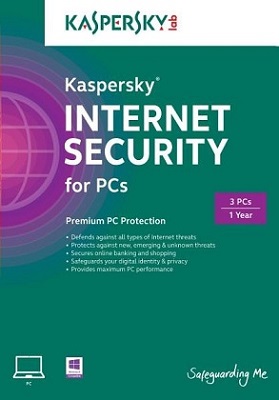 KASPERSKY lab
Kaspersky®
INTERNET
SECURITY
for PCs
3 PCs
1 Year
Premium PC Protection
• Defends against all types of Internet threats
• Protects against new, emerging & unknown threats
• Secures online banking and shopping
• Safeguards your digital identity & privacy
• Provides maximum PC performance
PC
Safeguarding Me